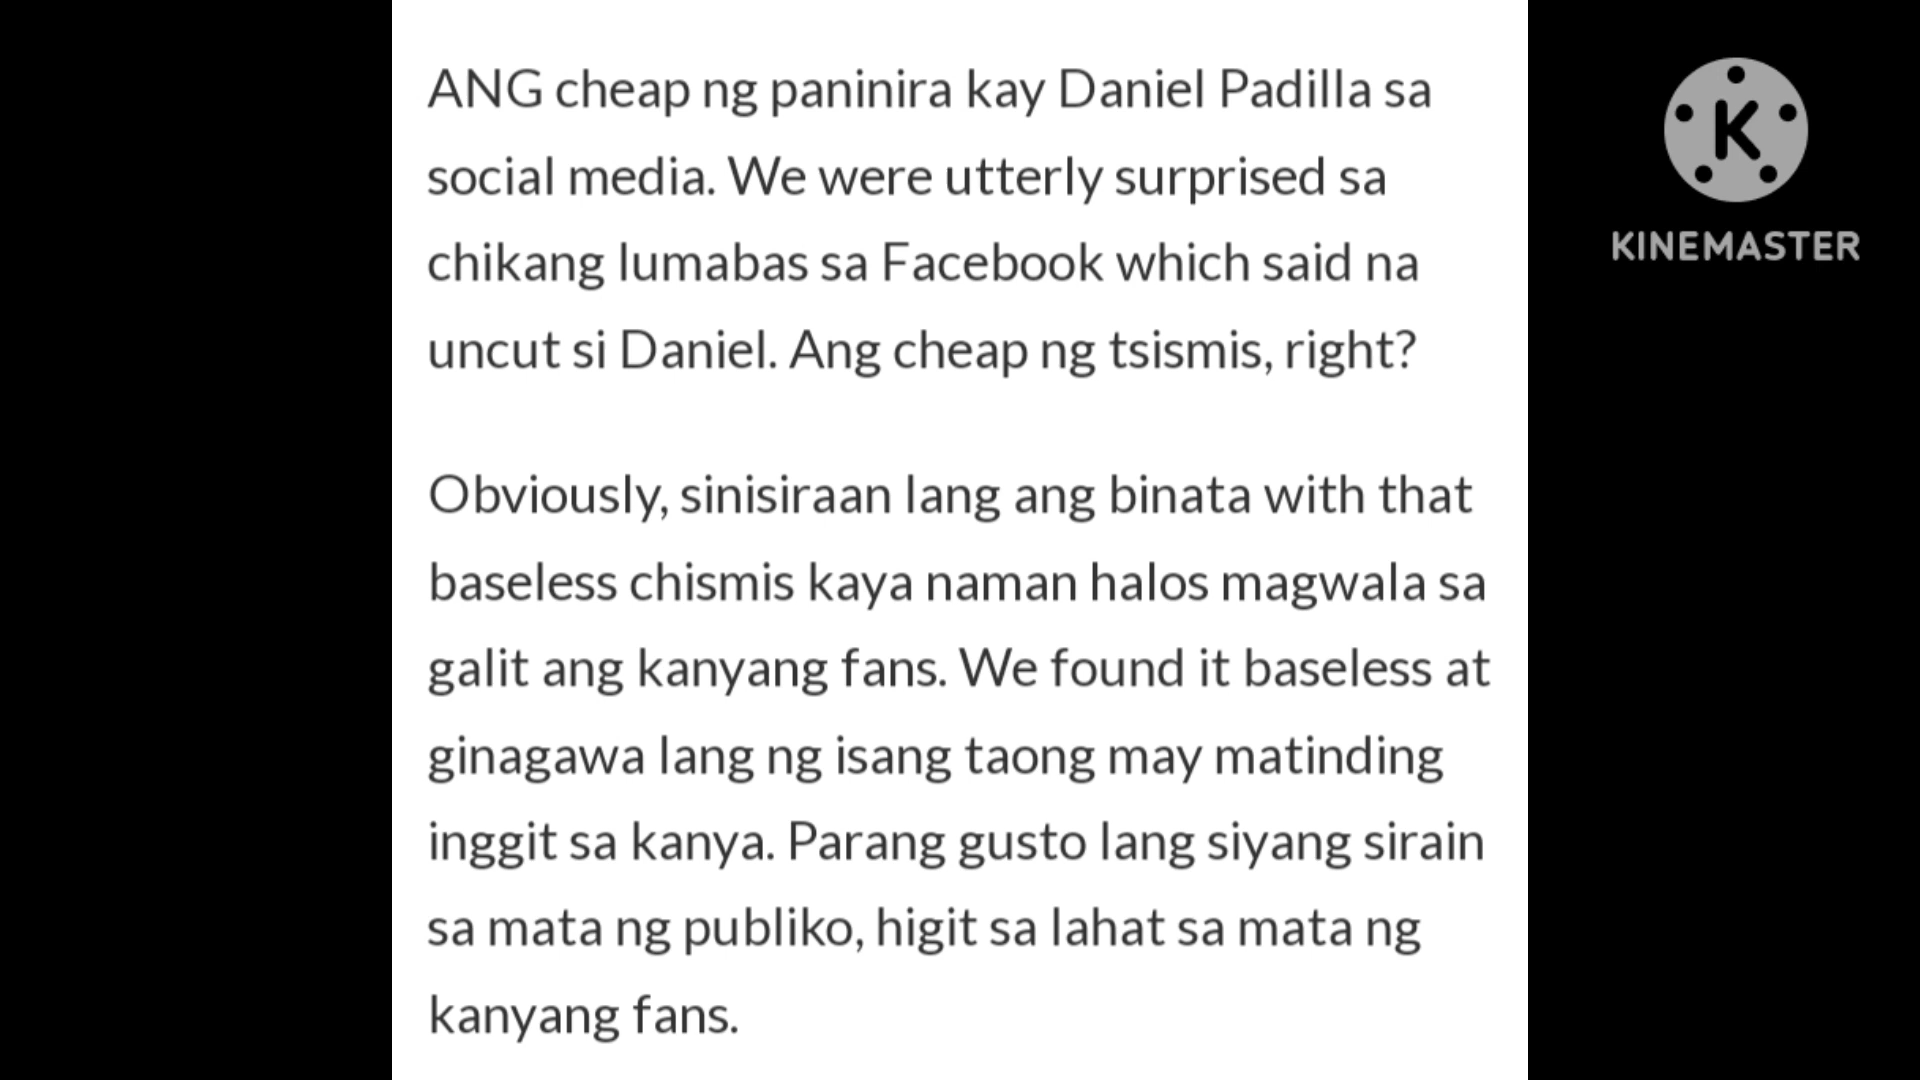 ANG cheap ng paninira kay Daniel Padilla sa
social media. We were utterly surprised sa
chikang lumabas sa Facebook which said na
uncut si Daniel. Ang cheap ng tsismis, right?
Obviously, sinisiraan lang ang binata with that
baseless chismis kaya naman halos magwala sa
galit ang kanyang fans. We found it baseless at
ginagawa lang ng isang taong may matinding
inggit sa kanya. Parang gusto lang siyang sirain
sa mata ng publiko, higit sa lahat sa mata ng
kanyang fans.
K
KINEMASTER